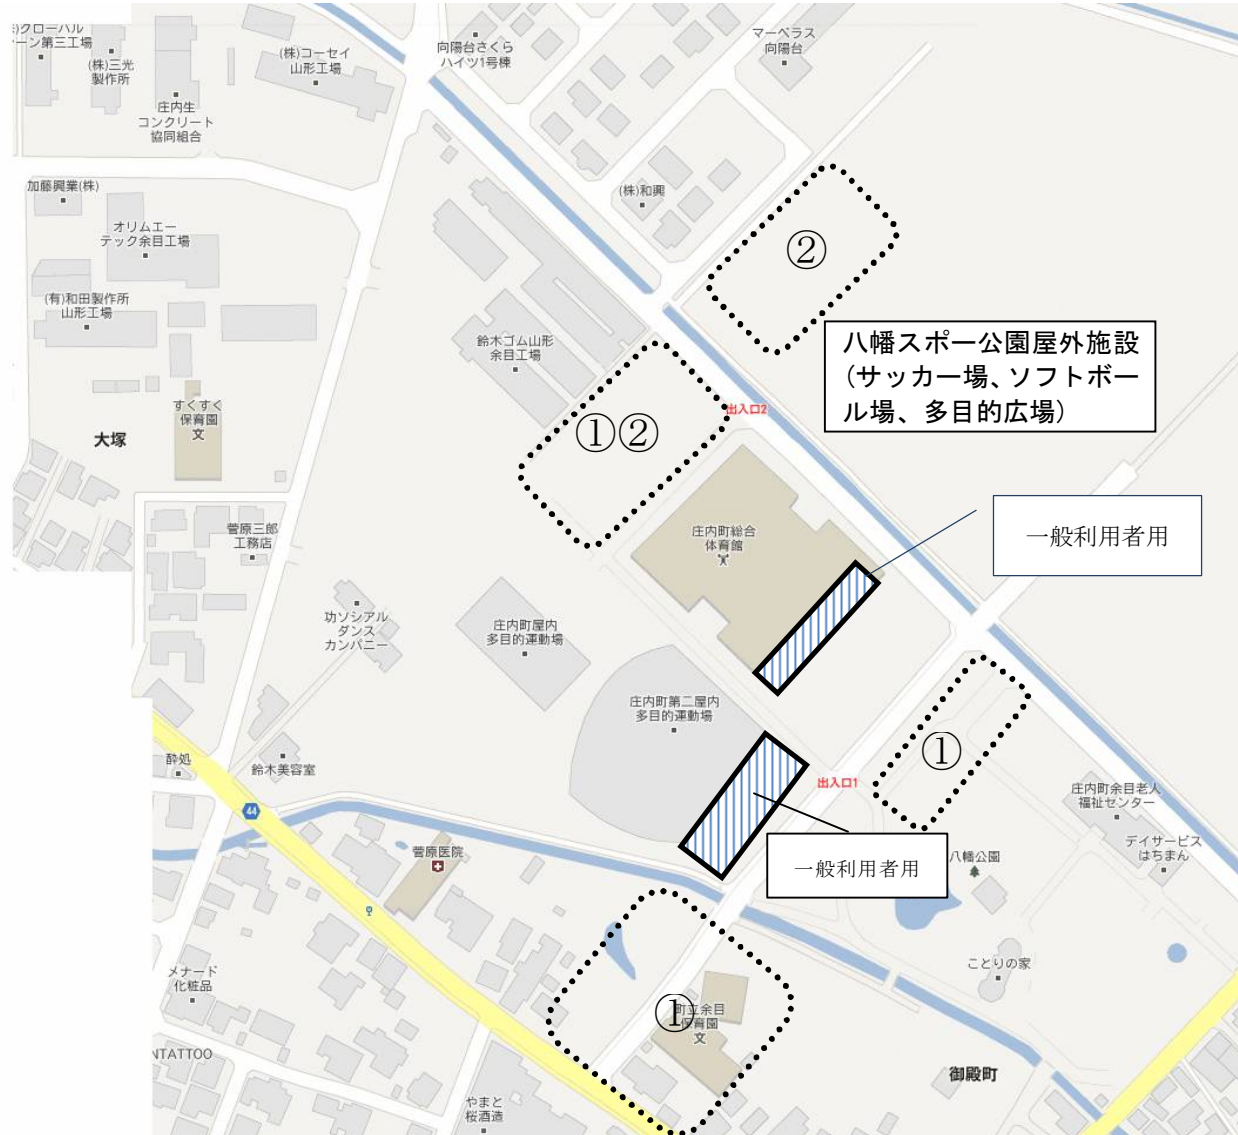 グローバル
ーン第三工場
(株)三光
製作所
庄内生
コンクリート
協同組合
(株)コーセイ
山形工場
向陽台さくら
ハイツ1号棟
マーベラス
向陽台
加藤興業(株)
オリムエー
テック余目工場
(株)和興
②
(有)和田製作所
山形工場
鈴木ゴム山形
余目工場
八幡スポー公園屋外施設
(サッカー場、ソフトボー
ル場、多目的広場)
すくすく
保育園
文
大塚
①②
出入口2
菅原三郎
工務店
庄内町総合
体育館
一般利用者用
功ソシアル
ダンス
カンパニー
庄内町屋内
多目的運動場
庄内町第二屋内
多目的運動場
①
酔処
鈴木美容室
出入口1
44
庄内町余目老人
福祉センター
デイサービス
はちまん
菅原医院
一般利用者用
八幡公園
メナード
化粧品
ことりの家
①
町立余目
保育園
文
NTATTOO
御殿町
やまと
桜酒造